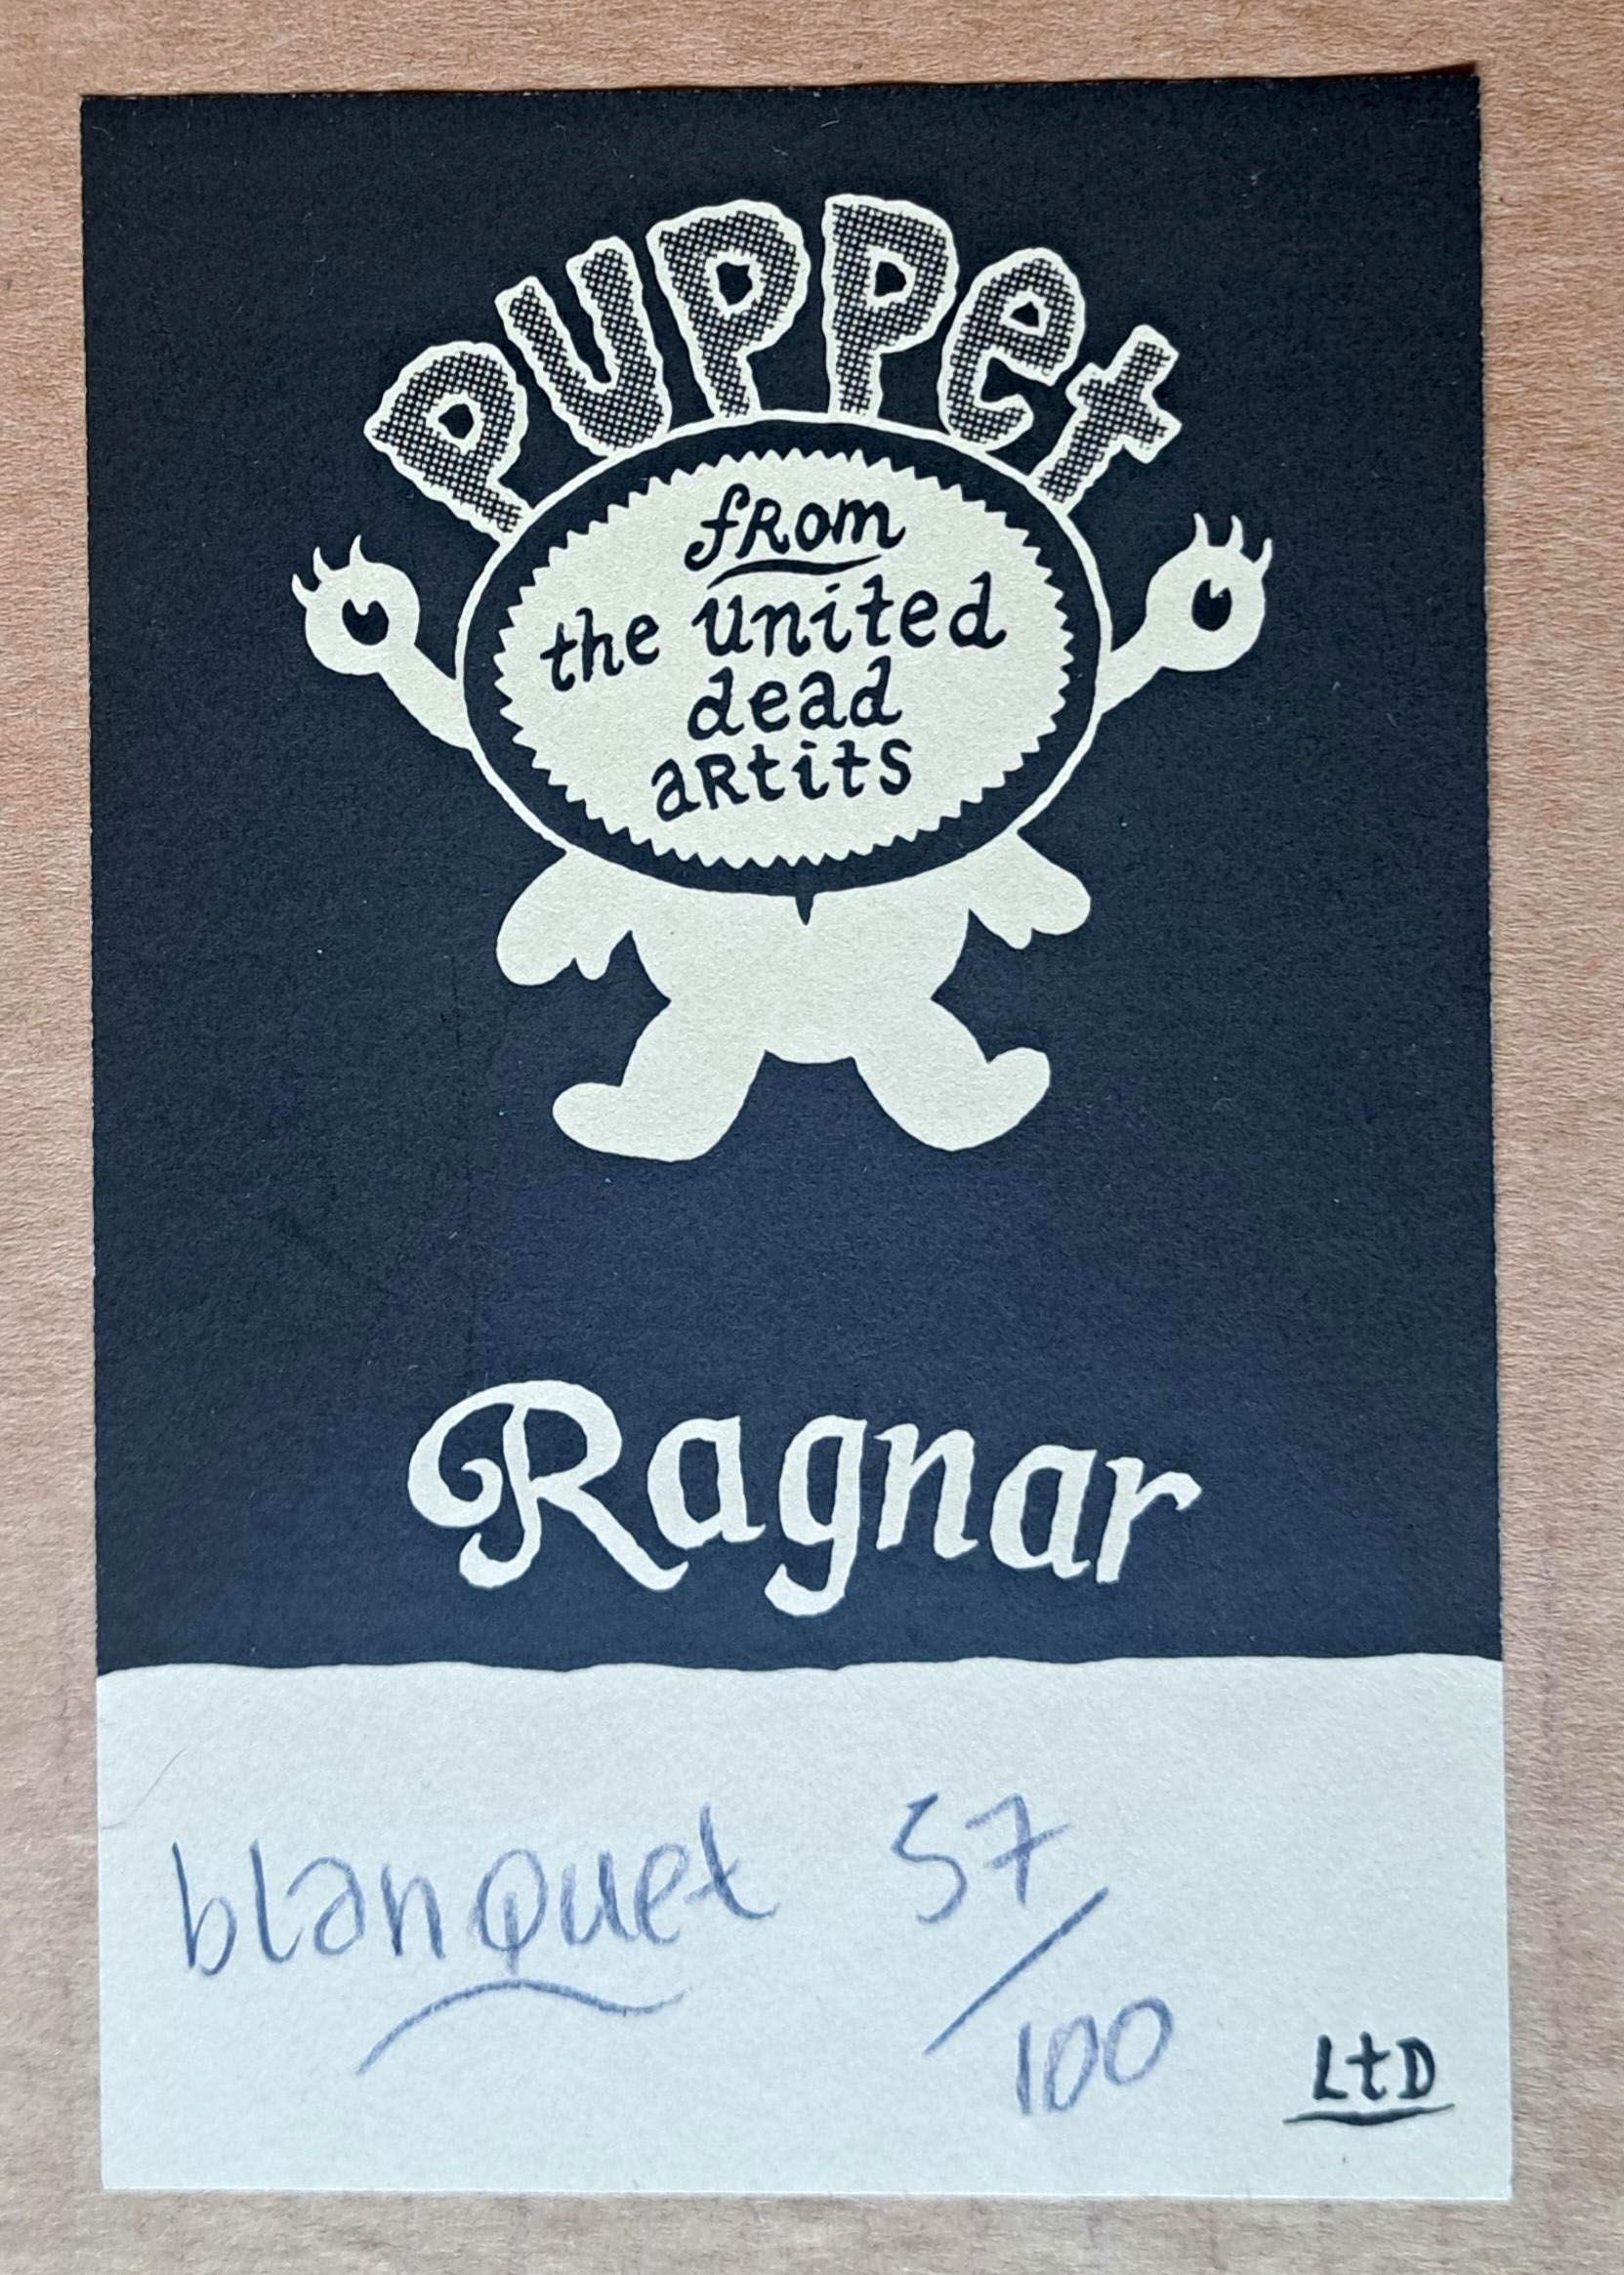 PUPPet
fRom
the united
dead
aRtits
Ragnar
blanquet 57/100
LtD